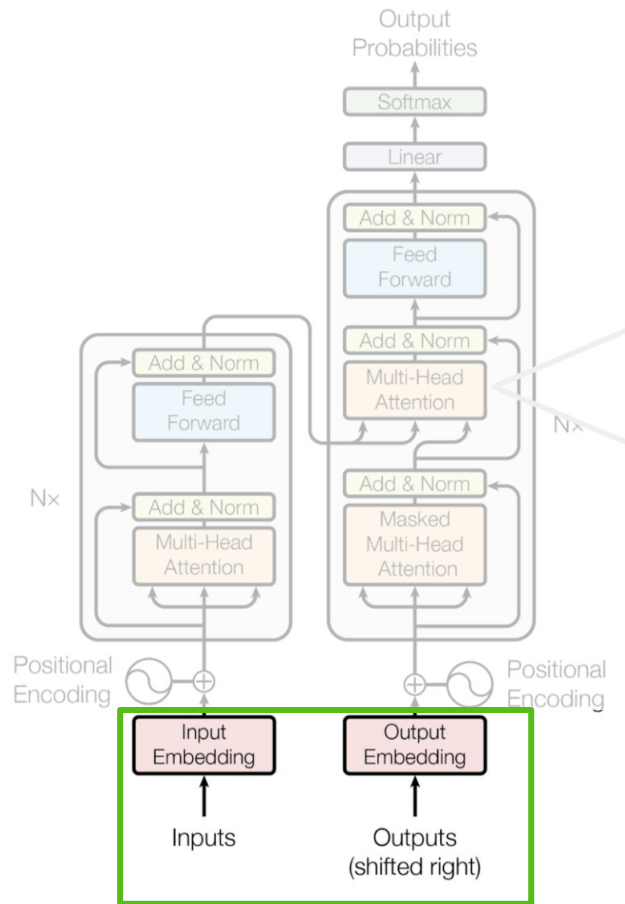 Output
Probabilities
Softmax
Linear
Add & Norm
Feed
Forward
Add & Norm
Multi-Head
Attention
Nx
Add & Norm
Masked
Multi-Head
Attention
Add & Norm
Feed
Forward
Nx
Add & Norm
Multi-Head
Attention
Positional
Encoding
Positional
Encoding
Input
Embedding
Output
Embedding
Inputs
Outputs
(shifted right)